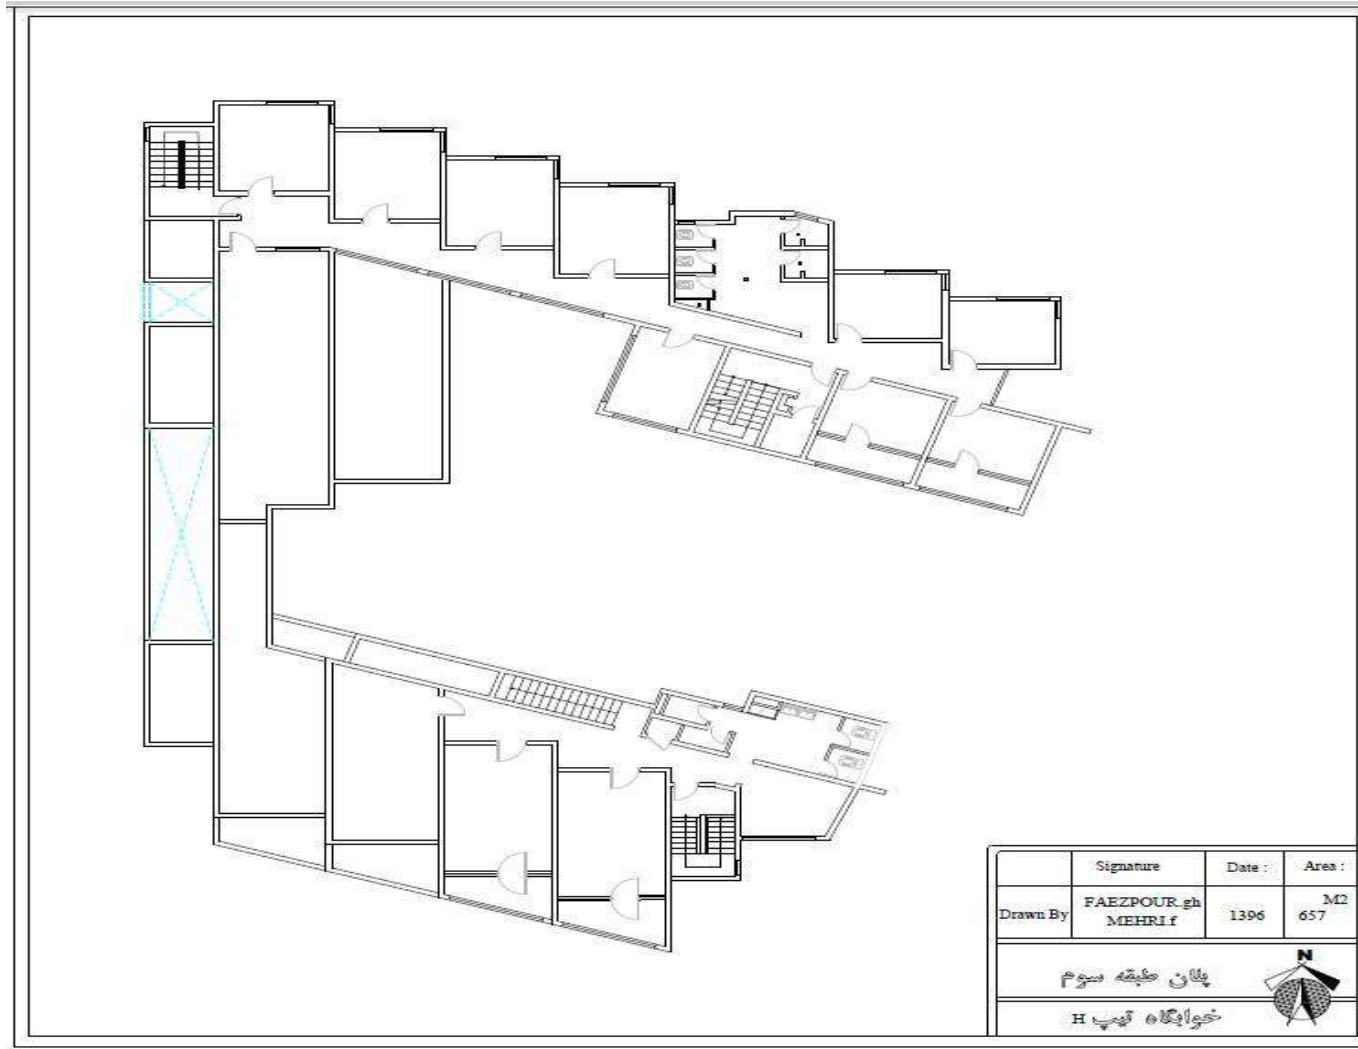 Signature Date : Area :
Drawn By FAEZPOUR.gh MEHRI.f 1396 M2 657
N
پلان طبقه سوم
خوابگاه تیپ H